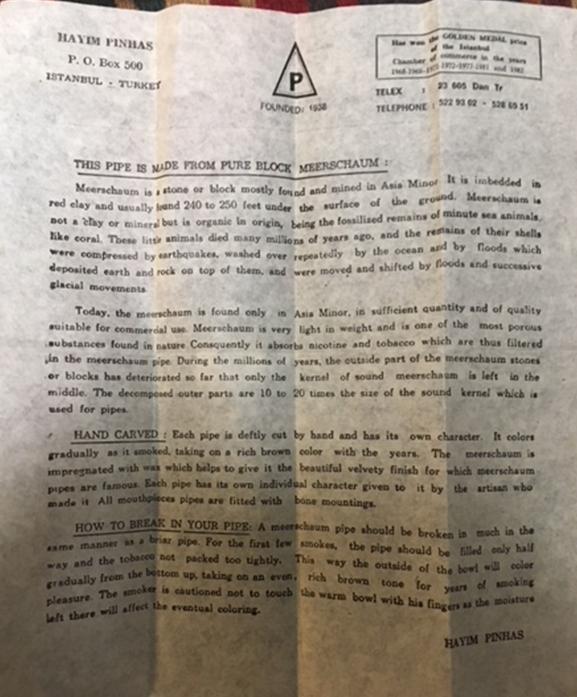 HAYIM PINHAS
P. O. Box 500
ISTANBUL - TURKEY
P
FOUNDED: 1938
Has won the GOLDEN MEDAL prize
of the Istanbul
Chamber of commerce in the years
and 1982
TELEX : 23 605 Dan Tr
TELEPHONE : 522 93 02 - 528 69 51
THIS PIPE IS MADE FROM PURE BLOCK MEERSCHAUM :
Meerschaum is a stone or block mostly found and mined in Asia Minor It is imbedded in
red clay and usually found 240 to 250 feet under the surface of the ground. Meerschaum is
not a clay or mineral but is organic in origin, being the fossilized remains of minute sea animals,
like coral. These little animals died many millions of years ago, and the remains of their shells
were compressed by earthquakes, washed over repeatedly by the ocean and by floods which
deposited earth and rock on top of them, and were moved and shifted by floods and successive
glacial movements
Today, the meerschaum is found only in Asia Minor, in sufficient quantity and of quality
suitable for commercial use. Meerschaum is very light in weight and is one of the most porous
substances found in nature Consquently it absorbs nicotine and tobacco which are thus filtered
in the meerschaum pipe. During the millions of years, the outside part of the meerschaum stones
or blocks has deteriorated so far that only the kernel of sound meerschaum is left in the
middle. The decomposed outer parts are 10 to 20 times the size of the sound kernel which is
used for pipes.
HAND CARVED : Each pipe is deftly cut by hand and has its own character. It colors
gradually as it smoked, taking on a rich brown color with the years. The meerschaum is
impregnated with wax which helps to give it the beautiful velvety finish for which meerschaum
pipes are famous. Each pipe has its own individual character given to it by the artisan who
made it All mouthpieces pipes are fitted with bone mountings.
HOW TO BREAK IN YOUR PIPE: A meerschaum pipe should be broken in much in the
same manner as a briar pipe. For the first few smokes, the pipe should be filled only half
way and the tobacco not packed too tightly. This way the outside of the bowl will color
gradually from the bottom up, taking on an even, rich brown tone for years of smoking
pleasure. The smoker is cautioned not to touch the warm bowl with his fingers as the moisture
left there will affect the eventual coloring.
HAYIM PINHAS